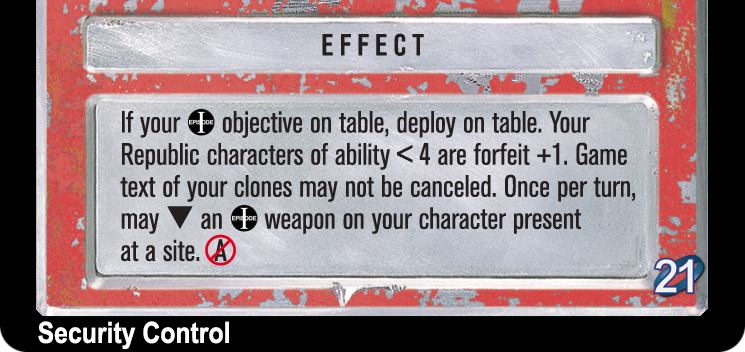 EFFECT
If your EPISODE I objective on table, deploy on table. Your
Republic characters of ability < 4 are forfeit +1. Game
text of your clones may not be canceled. Once per turn,
may ▼ an EPISODE I weapon on your character present
at a site. A
21
Security Control